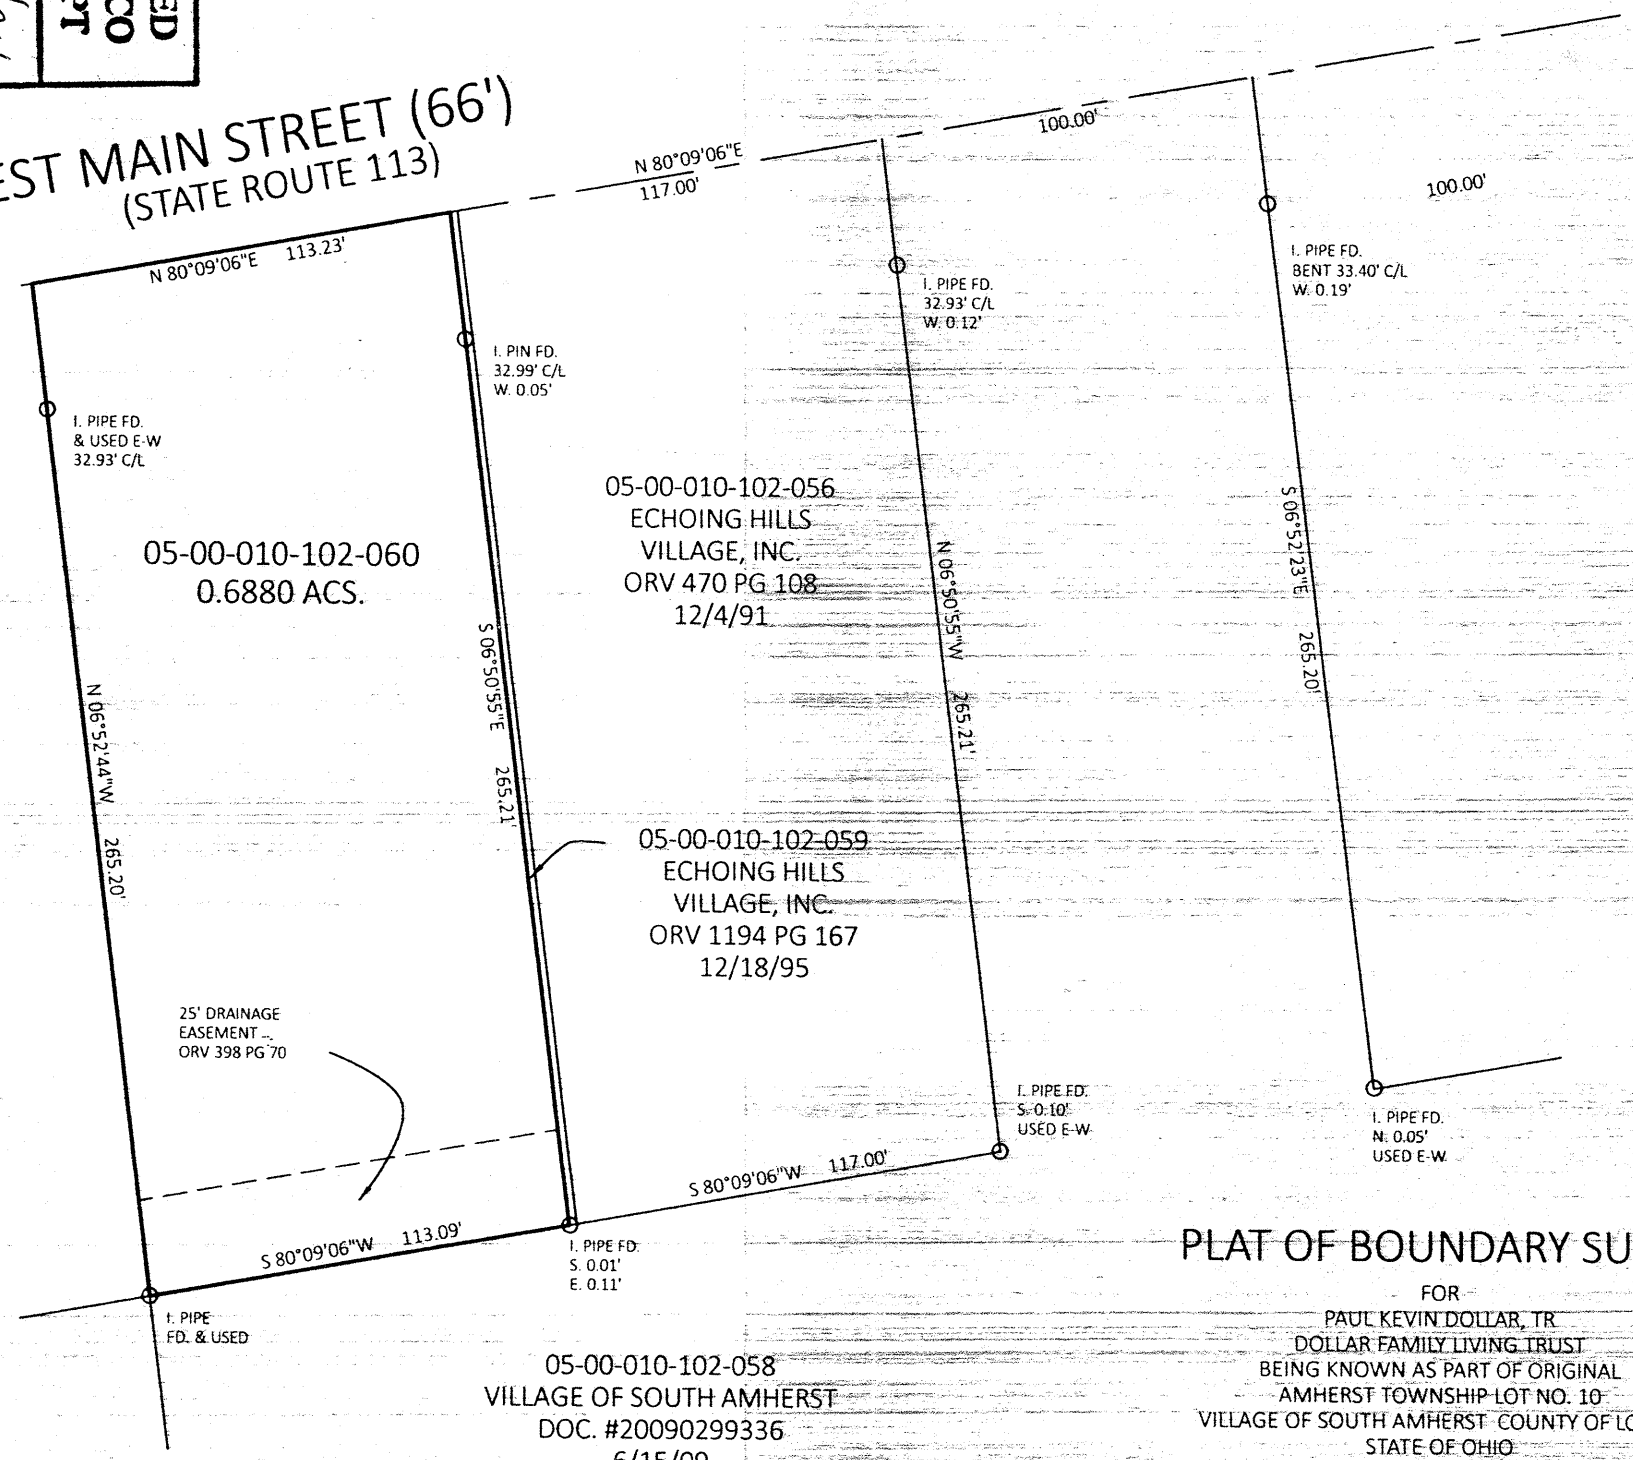 ED
CO
PT
EST MAIN STREET (66')
(STATE ROUTE 113)
N 80°09'06"E 113.23'
N 80°09'06"E
117.00'
100.00'
100.00'
I. PIPE FD.
& USED E-W
32.93' C/L
I. PIN FD.
32.99' C/L
W. 0.05'
I. PIPE FD.
32.93' C/L
W. 0.12'
I. PIPE FD.
BENT 33.40' C/L
W. 0.19'
05-00-010-102-060
0.6880 ACS.
05-00-010-102-056
ECHOING HILLS
VILLAGE, INC.
ORV 470 PG 108
12/4/91
N 06°52'44"W 265.20'
S 06°50'55"E 265.21'
N 06°50'55"W 265.21'
S 06°52'23"E 265.20'
05-00-010-102-059
ECHOING HILLS
VILLAGE, INC.
ORV 1194 PG 167
12/18/95
25' DRAINAGE
EASEMENT
ORV 398 PG 70
S 80°09'06"W 113.09'
S 80°09'06"W 117.00'
I. PIPE
FD. & USED
I. PIPE FD.
S. 0.01'
E. 0.11'
I. PIPE FD.
S. 0.10'
USED E-W
I. PIPE FD.
N. 0.05'
USED E-W
05-00-010-102-058
VILLAGE OF SOUTH AMHERST
DOC. #20090299336
6/15/09
PLAT OF BOUNDARY SU
FOR
PAUL KEVIN DOLLAR, TR
DOLLAR FAMILY LIVING TRUST
BEING KNOWN AS PART OF ORIGINAL
AMHERST TOWNSHIP LOT NO. 10
VILLAGE OF SOUTH AMHERST COUNTY OF LO
STATE OF OHIO